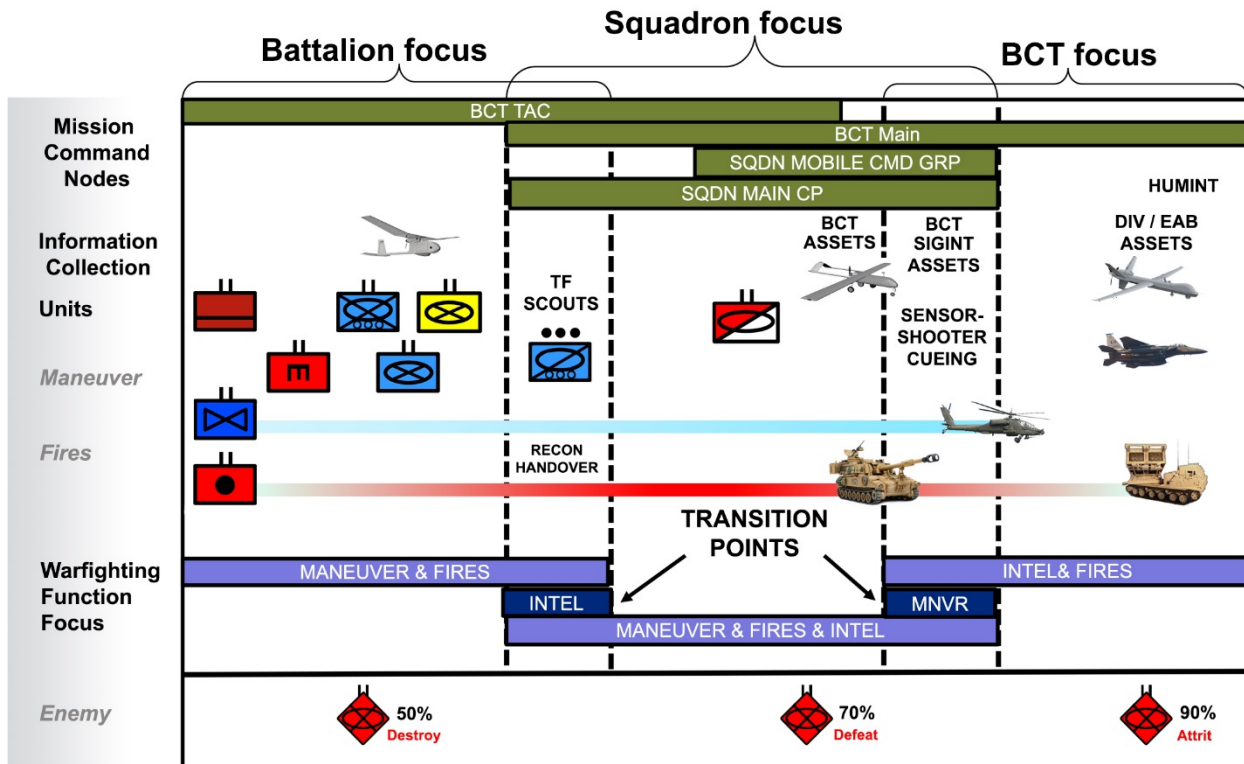 Battalion focus
Squadron focus
BCT focus
Mission
Command
Nodes
BCT TAC
BCT Main
SQDN MOBILE CMD GRP
SQDN MAIN CP
HUMINT
Information
Collection
BCT
ASSETS
BCT
SIGINT
ASSETS
DIV / EAB
ASSETS
Units
TF
SCOUTS
SENSOR-
SHOOTER
CUEING
Maneuver
E
Fires
RECON
HANDOVER
TRANSITION
POINTS
Warfighting
Function
Focus
MANEUVER & FIRES
INTEL& FIRES
INTEL
MNVR
MANEUVER & FIRES & INTEL
Enemy
50%
Destroy
70%
Defeat
90%
Attrit